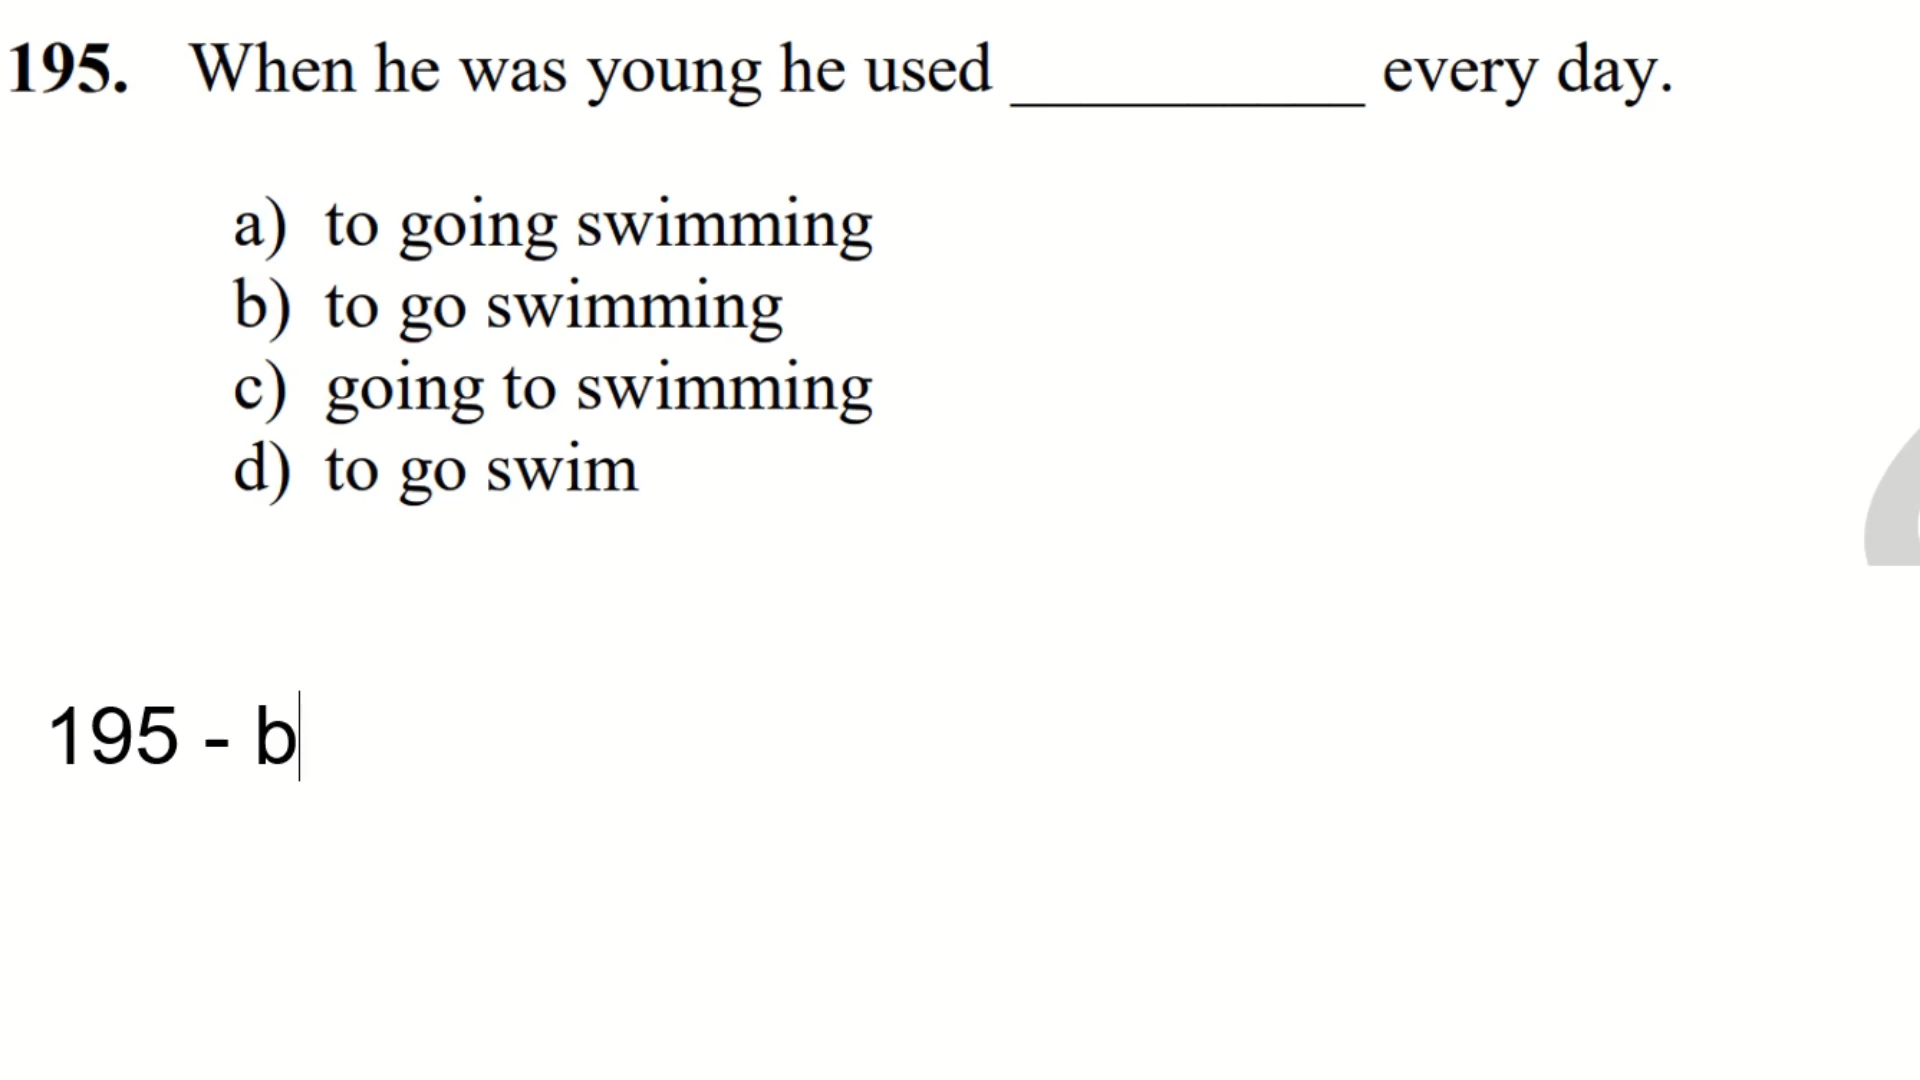 195. When he was young he used __________ every day.
a) to going swimming
b) to go swimming
c) going to swimming
d) to go swim
195 - b